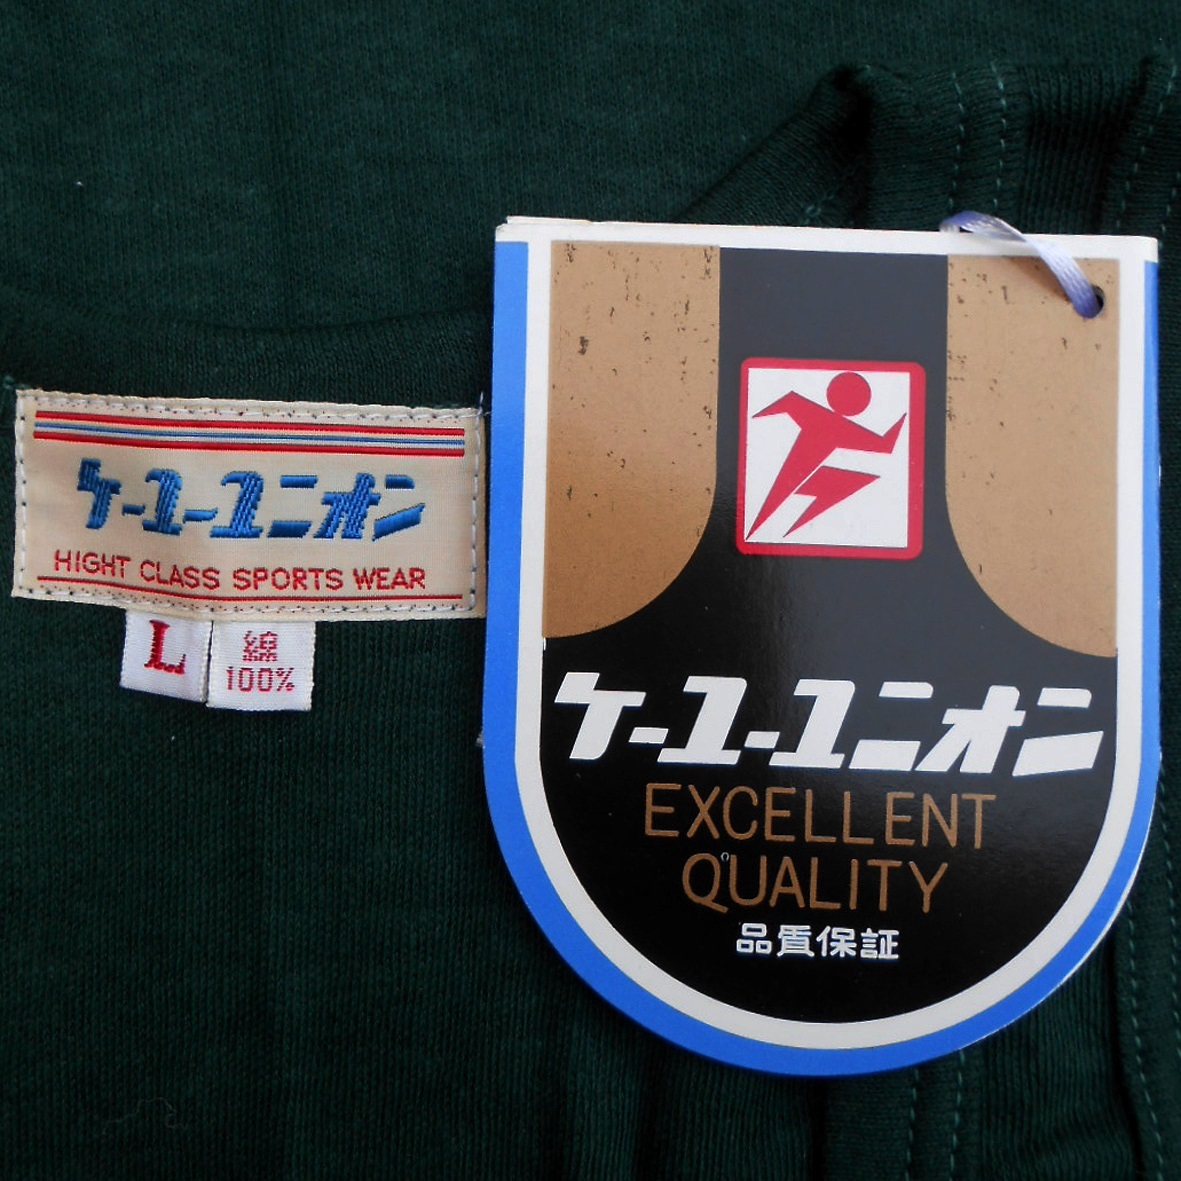 ケーユーユニオン
HIGHT CLASS SPORTS WEAR
L
綿
100%
ケーユーユニオン
EXCELLENT
QUALITY
品質保証